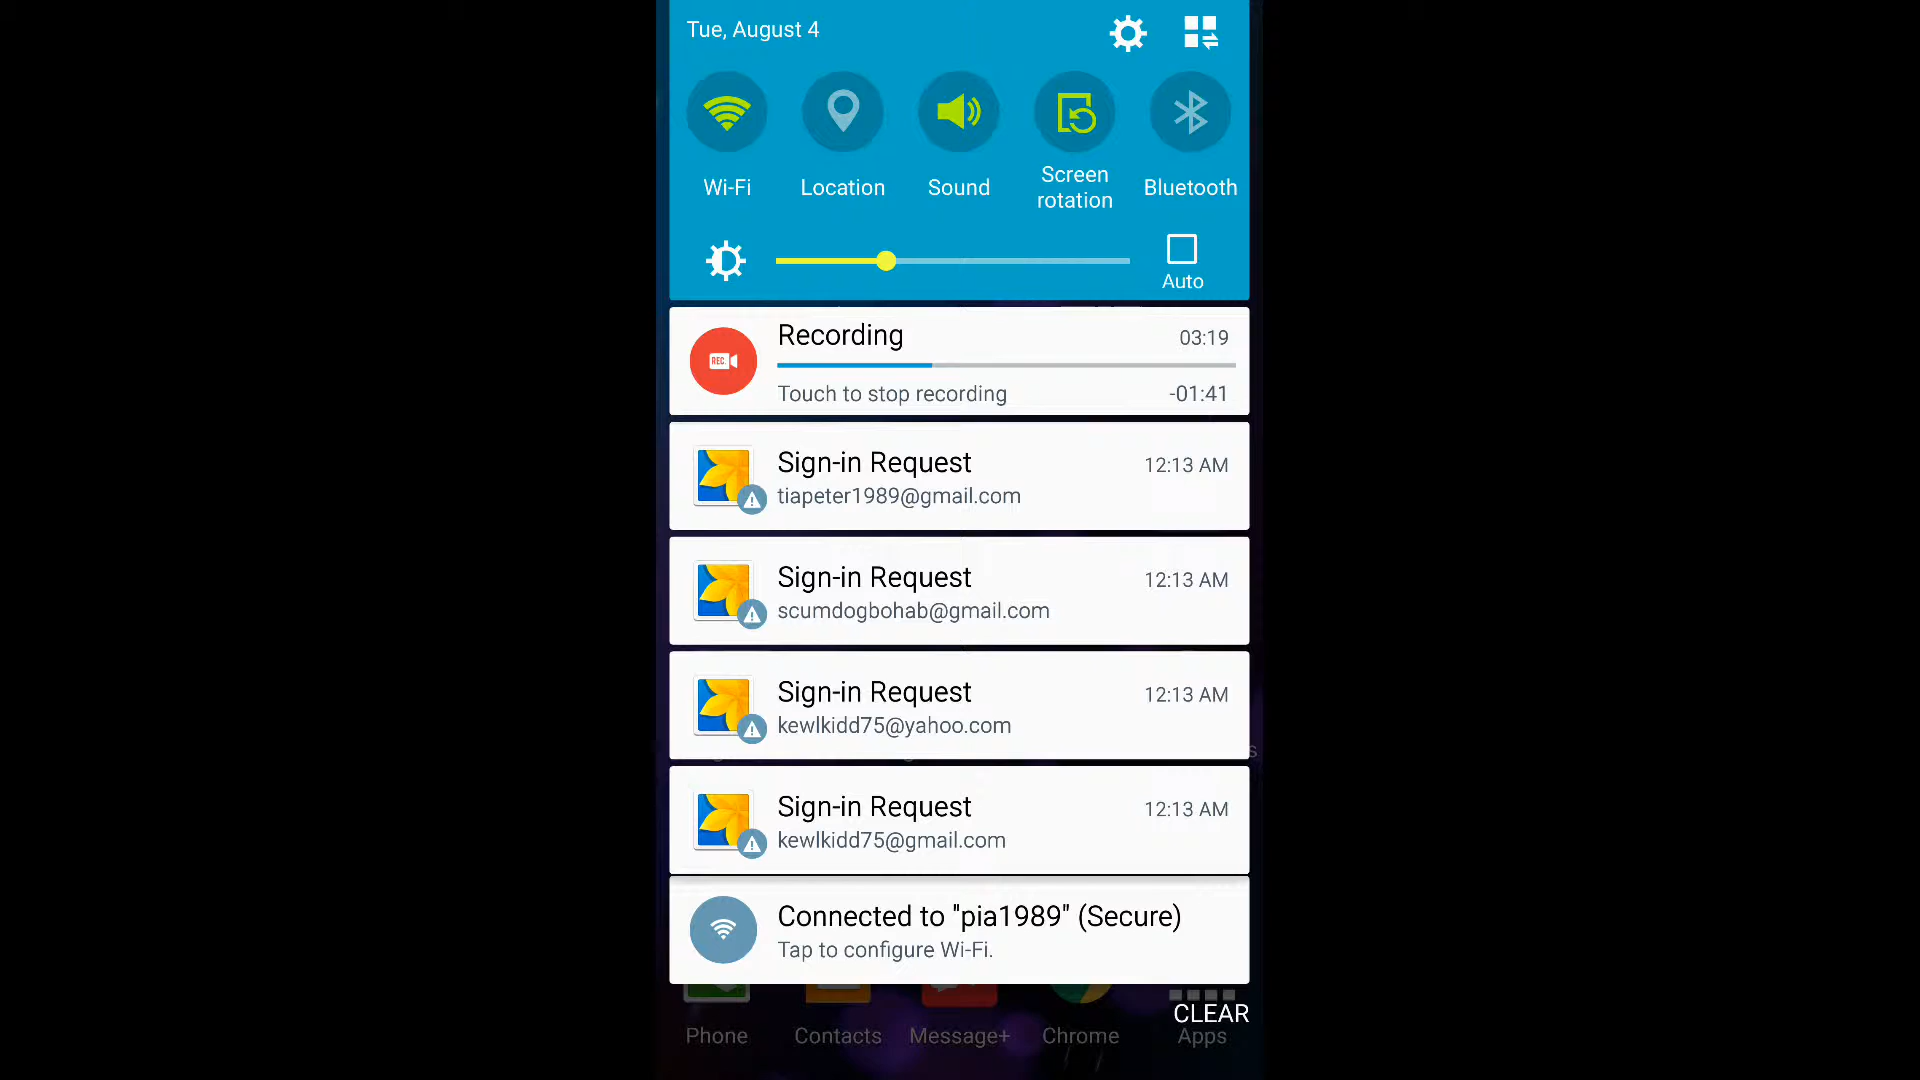 Tue, August 4
Wi-Fi
Location
Sound
Screen
rotation
Bluetooth
Auto
REC
Recording
03:19
Touch to stop recording
-01:41
Sign-in Request
12:13 AM
tiapeter1989@gmail.com
Sign-in Request
12:13 AM
scumdogbohab@gmail.com
Sign-in Request
12:13 AM
kewlkidd75@yahoo.com
Sign-in Request
12:13 AM
kewlkidd75@gmail.com
Connected to "pia1989" (Secure)
Tap to configure Wi-Fi.
CLEAR
Phone
Contacts
Message+
Chrome
Apps